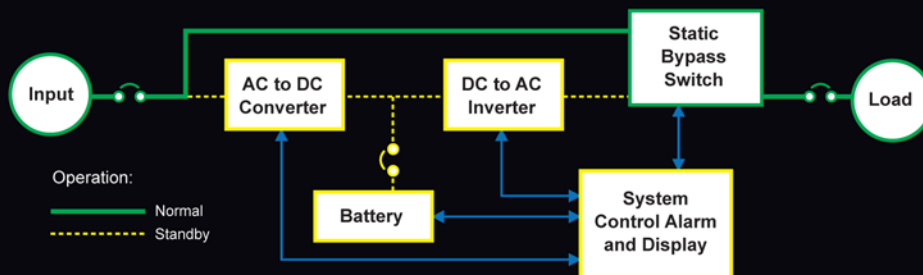 Static
Bypass
Switch
Input
AC to DC
Converter
DC to AC
Inverter
Load
Operation:
Normal
Standby
Battery
System
Control Alarm
and Display